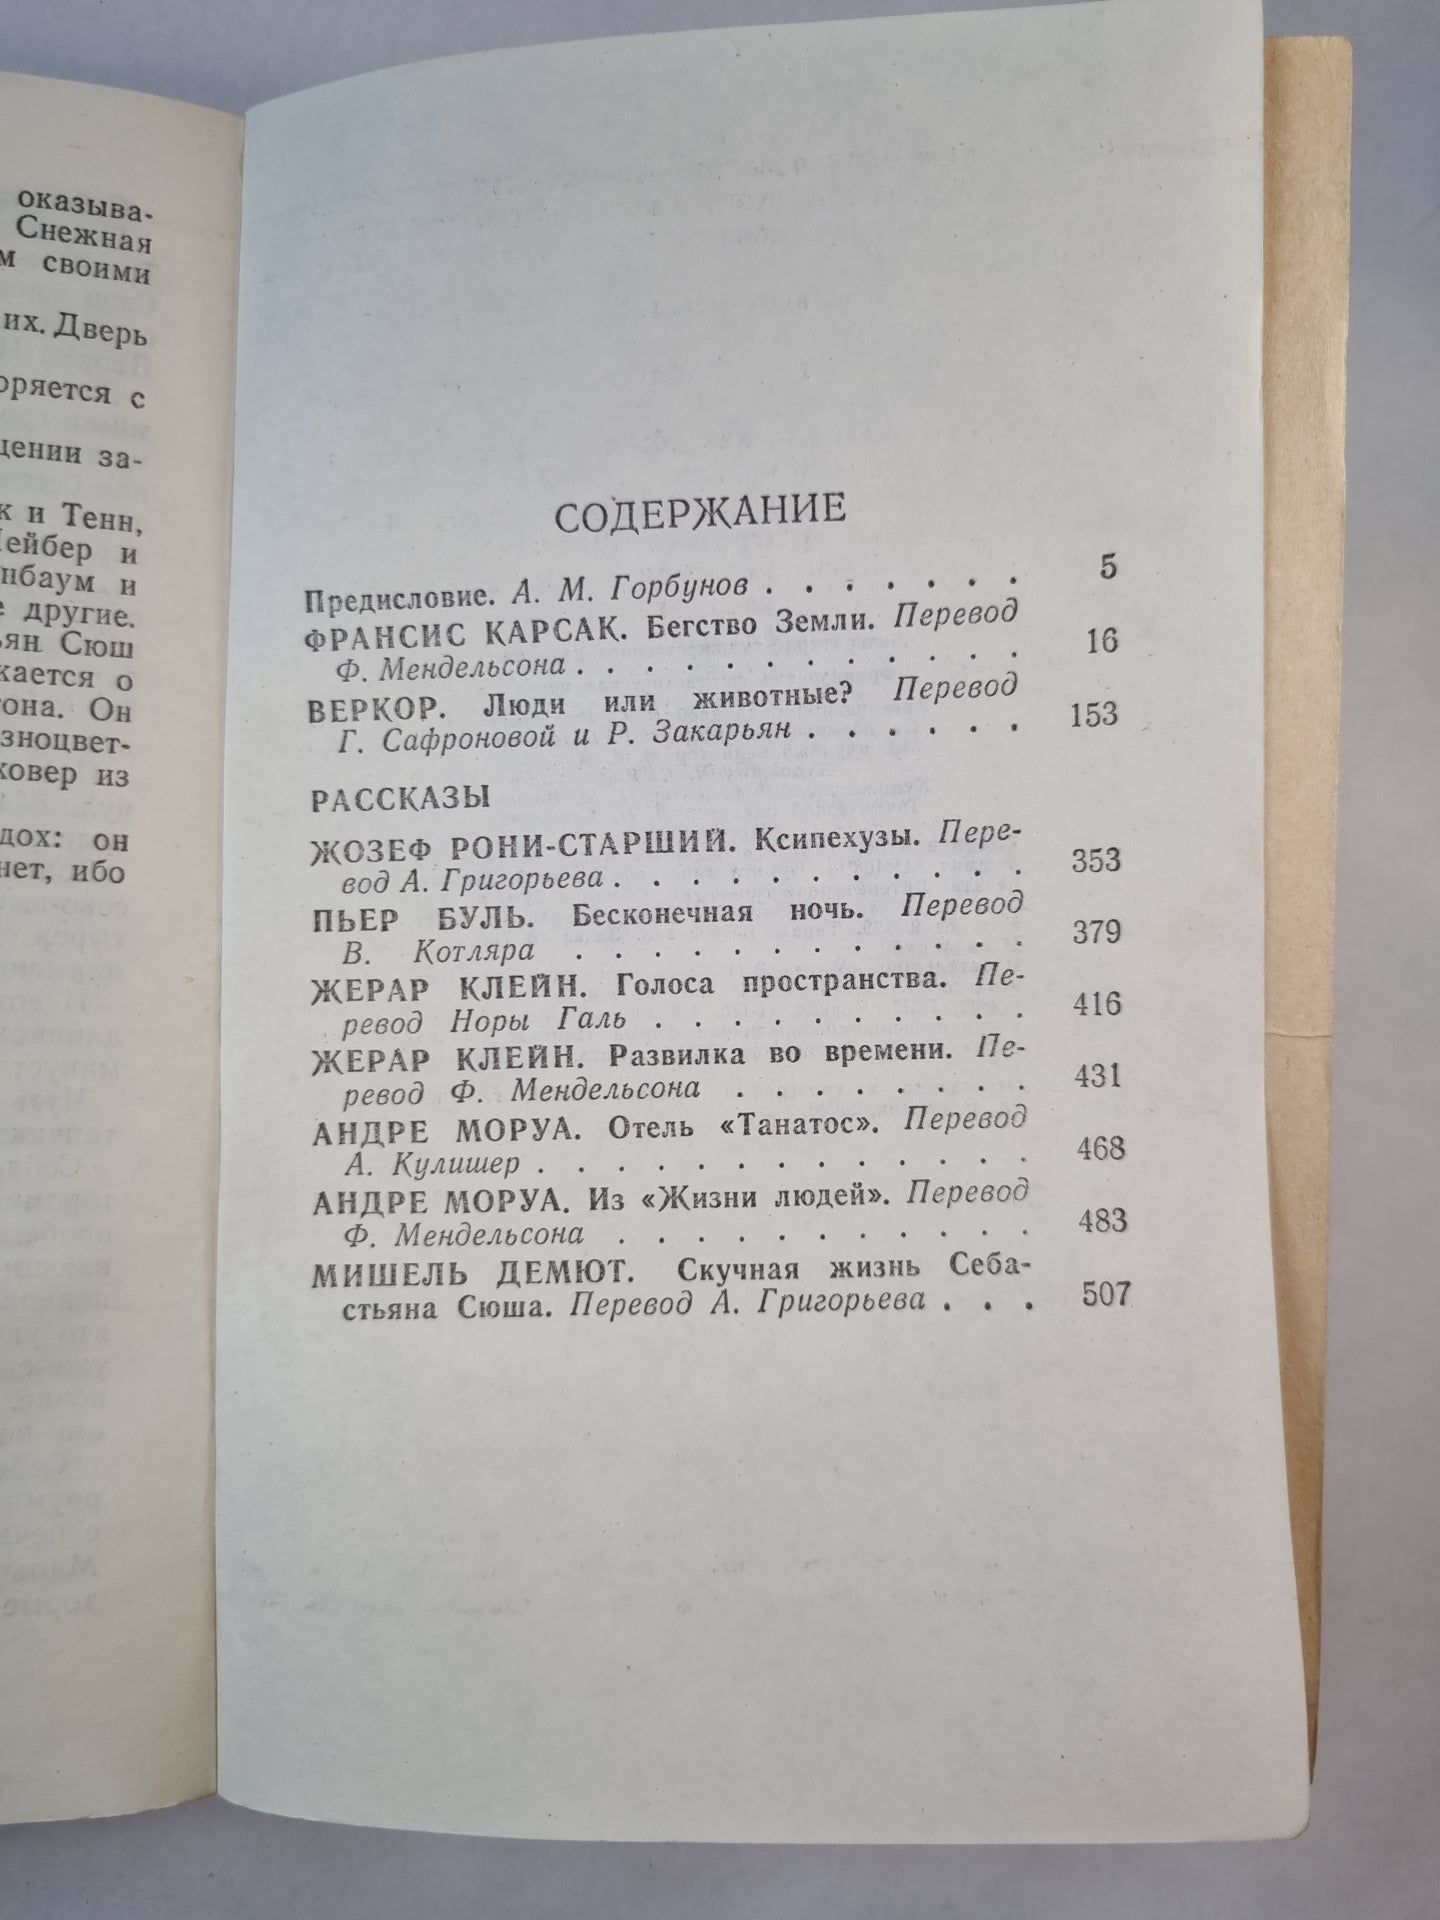 оказыва-
Снежная
м своими
их. Дверь
оряется с
щении за-
к и Тенн,
Лейбер и
нбаум и
е другие.
ьян Сюш
кается о
она. Он
зноцвет-
ковер из
дох: он
нет, ибо
СОДЕРЖАНИЕ
Предисловие. А. М. Горбунов . . . . . . . 5
ФРАНСИС КАРСАК. Бегство Земли. Перевод
Ф. Мендельсона . . . . . . . . . . . . 16
ВЕРКОР. Люди или животные? Перевод
Г. Сафроновой и Р. Закарьян . . . . . . 153
РАССКАЗЫ
ЖОЗЕФ РОНИ-СТАРШИЙ. Ксипехузы. Пере-
вод А. Григорьева . . . . . . . . . . . 353
ПЬЕР БУЛЬ. Бесконечная ночь. Перевод
В. Котляра . . . . . . . . . . . . 379
ЖЕРАР КЛЕЙН. Голоса пространства. Пе-
ревод Норы Галь . . . . . . . . . . 416
ЖЕРАР КЛЕЙН. Развилка во времени. Пе-
ревод Ф. Мендельсона . . . . . . . . 431
АНДРЕ МОРУА. Отель «Танатос». Перевод
А. Кулишер . . . . . . . . . . . . . 468
АНДРЕ МОРУА. Из «Жизни людей». Перевод
Ф. Мендельсона . . . . . . . . . . . 483
МИШЕЛЬ ДЕМЮТ. Скучная жизнь Себа-
стьяна Сюша. Перевод А. Григорьева . . . 507